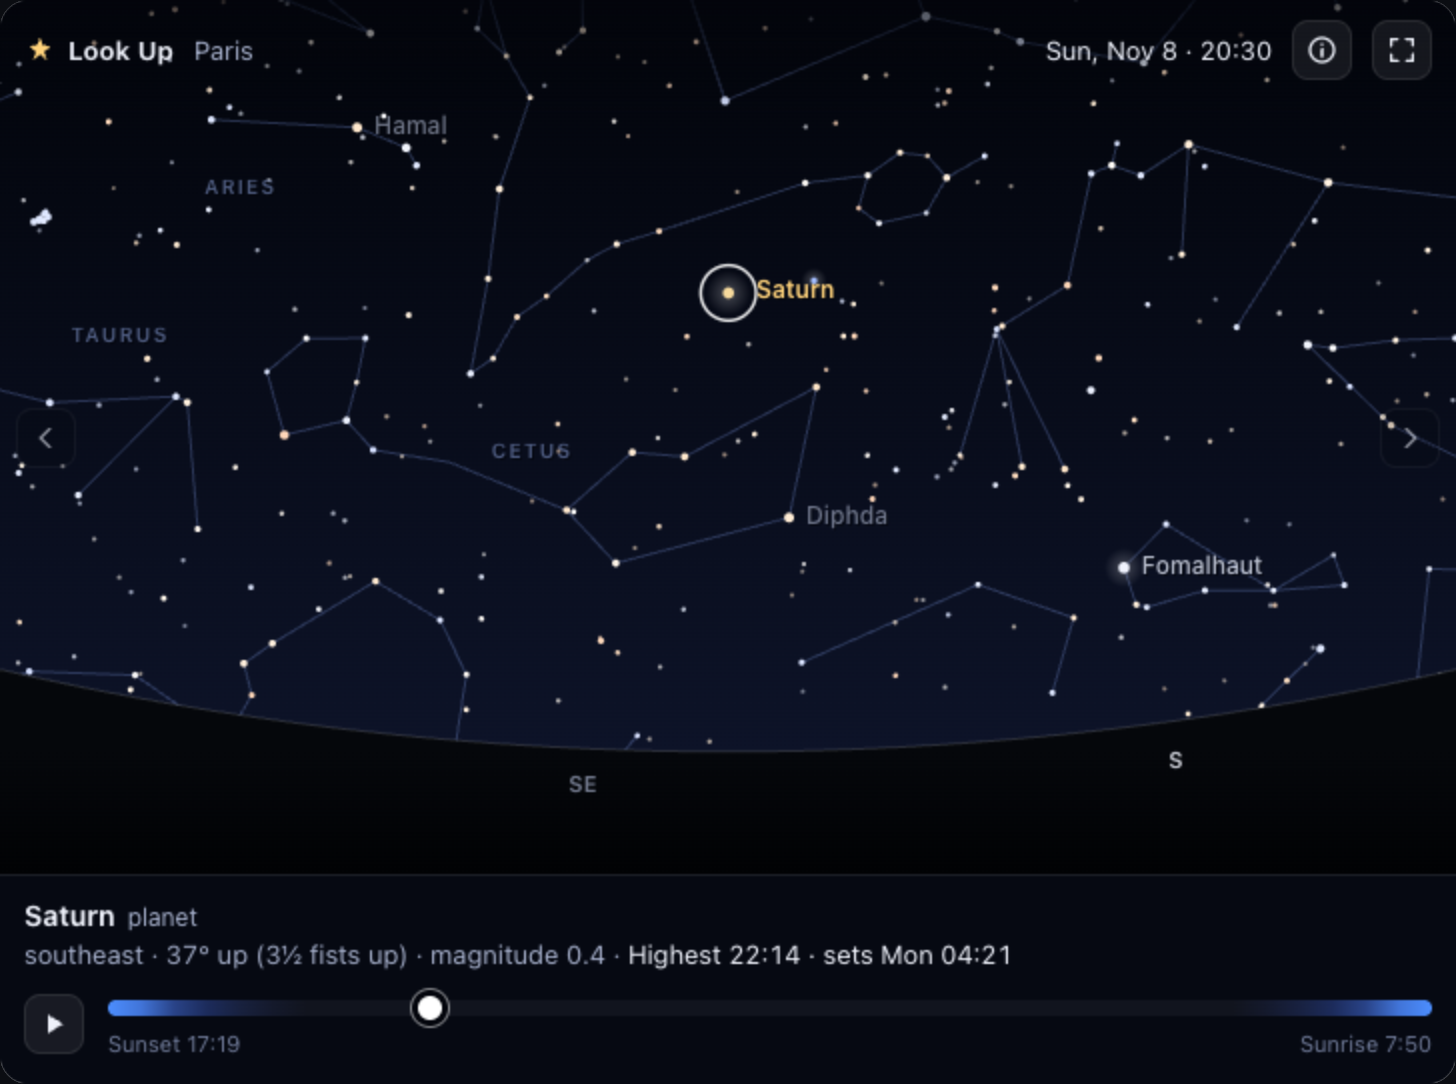 Look Up Paris
Sun, Nov 8 · 20:30
Hamal
ARIES
Saturn
TAURUS
CETUS
Diphda
Fomalhaut
S
SE
Saturn planet
southeast · 37° up (3½ fists up) · magnitude 0.4 · Highest 22:14 · sets Mon 04:21
Sunset 17:19
Sunrise 7:50